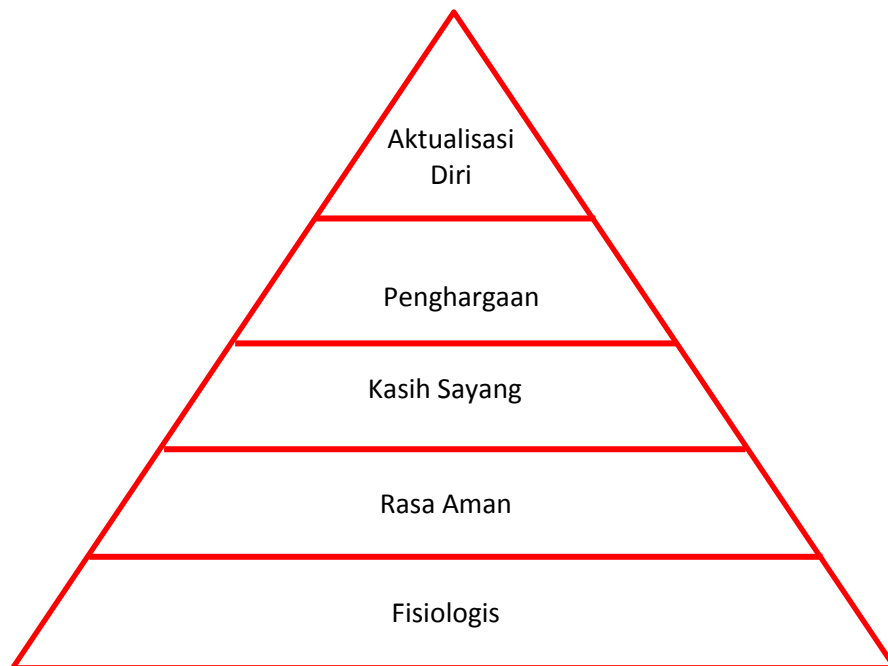 Aktualisasi
Diri
Penghargaan
Kasih Sayang
Rasa Aman
Fisiologis